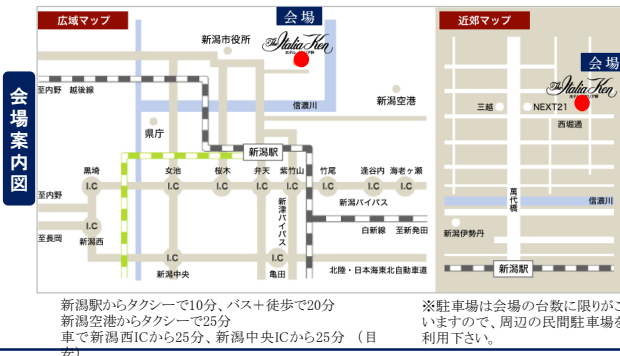 会場案内図
広域マップ
会場
新潟市役所
The Italia Ken
至内野 越後線
信濃川
新潟空港
県庁
新潟駅
黒埼
女池
桜木
弁天
紫竹山
竹尾
逢谷内
海老ヶ瀬
I.C
I.C
I.C
I.C
I.C
I.C
I.C
I.C
至内野
新潟バイパス
新津バイパス
I.C
至長岡
新潟西
白新線 至新発田
I.C
I.C
新潟中央
亀田
北陸・日本海東北自動車道
近郊マップ
会場
The Italia Ken
三越
NEXT21
西堀通
信濃川
萬代橋
新潟伊勢丹
新潟駅
新潟駅からタクシーで10分、バス+徒歩で20分
新潟空港からタクシーで25分
車で新潟西ICから25分、新潟中央ICから25分 （目
安）
※駐車場は会場の台数に限りがご
いますので、周辺の民間駐車場を
利用下さい。